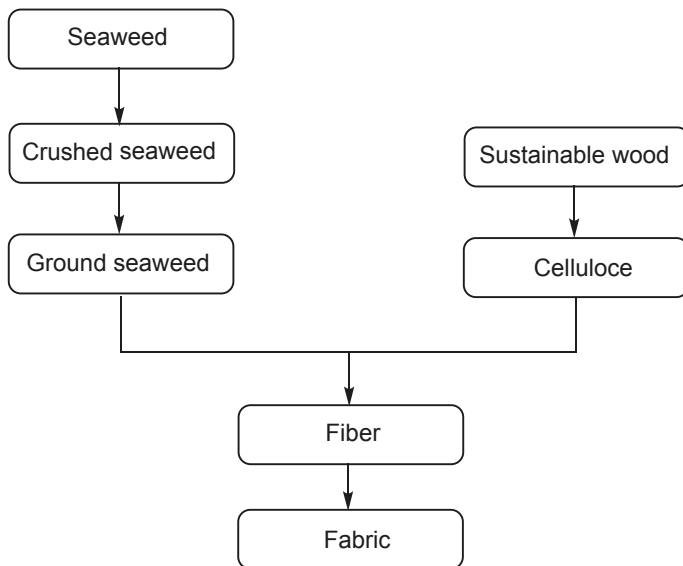 Seaweed
Crushed seaweed
Sustainable wood
Ground seaweed
Celluloce
Fiber
Fabric